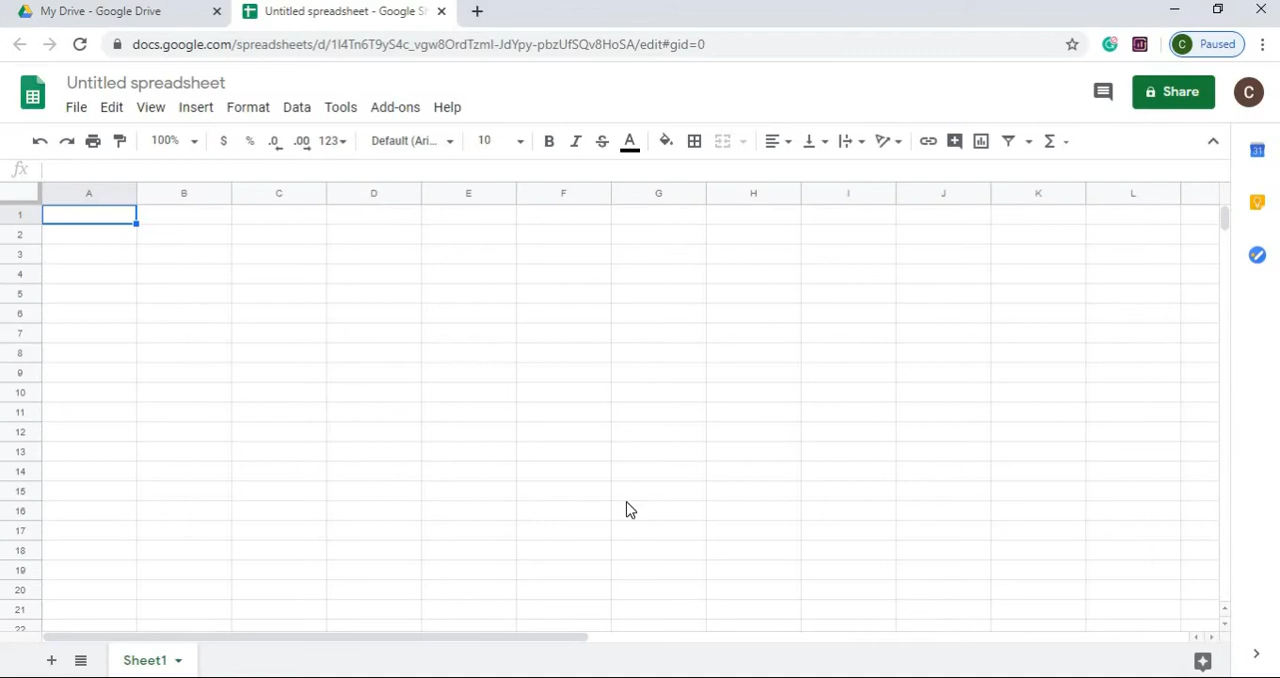 My Drive - Google Drive
Untitled spreadsheet - Google S
docs.google.com/spreadsheets/d/1I4Tn6T9yS4c_vgwBOrdTzmI-JdYpy-pbzUfSQv8HoSA/edit#gid=0
C Paused
Untitled spreadsheet
File Edit View Insert Format Data Tools Add-ons Help
Share
C
100% $ % .0 .00 123 Default (Ari... 10 B I S A Σ
31
fx
A B C D E F G H I J K L
1
2
3
4
5
6
7
8
9
10
11
12
13
14
15
16
17
18
19
20
21
22
Sheet1